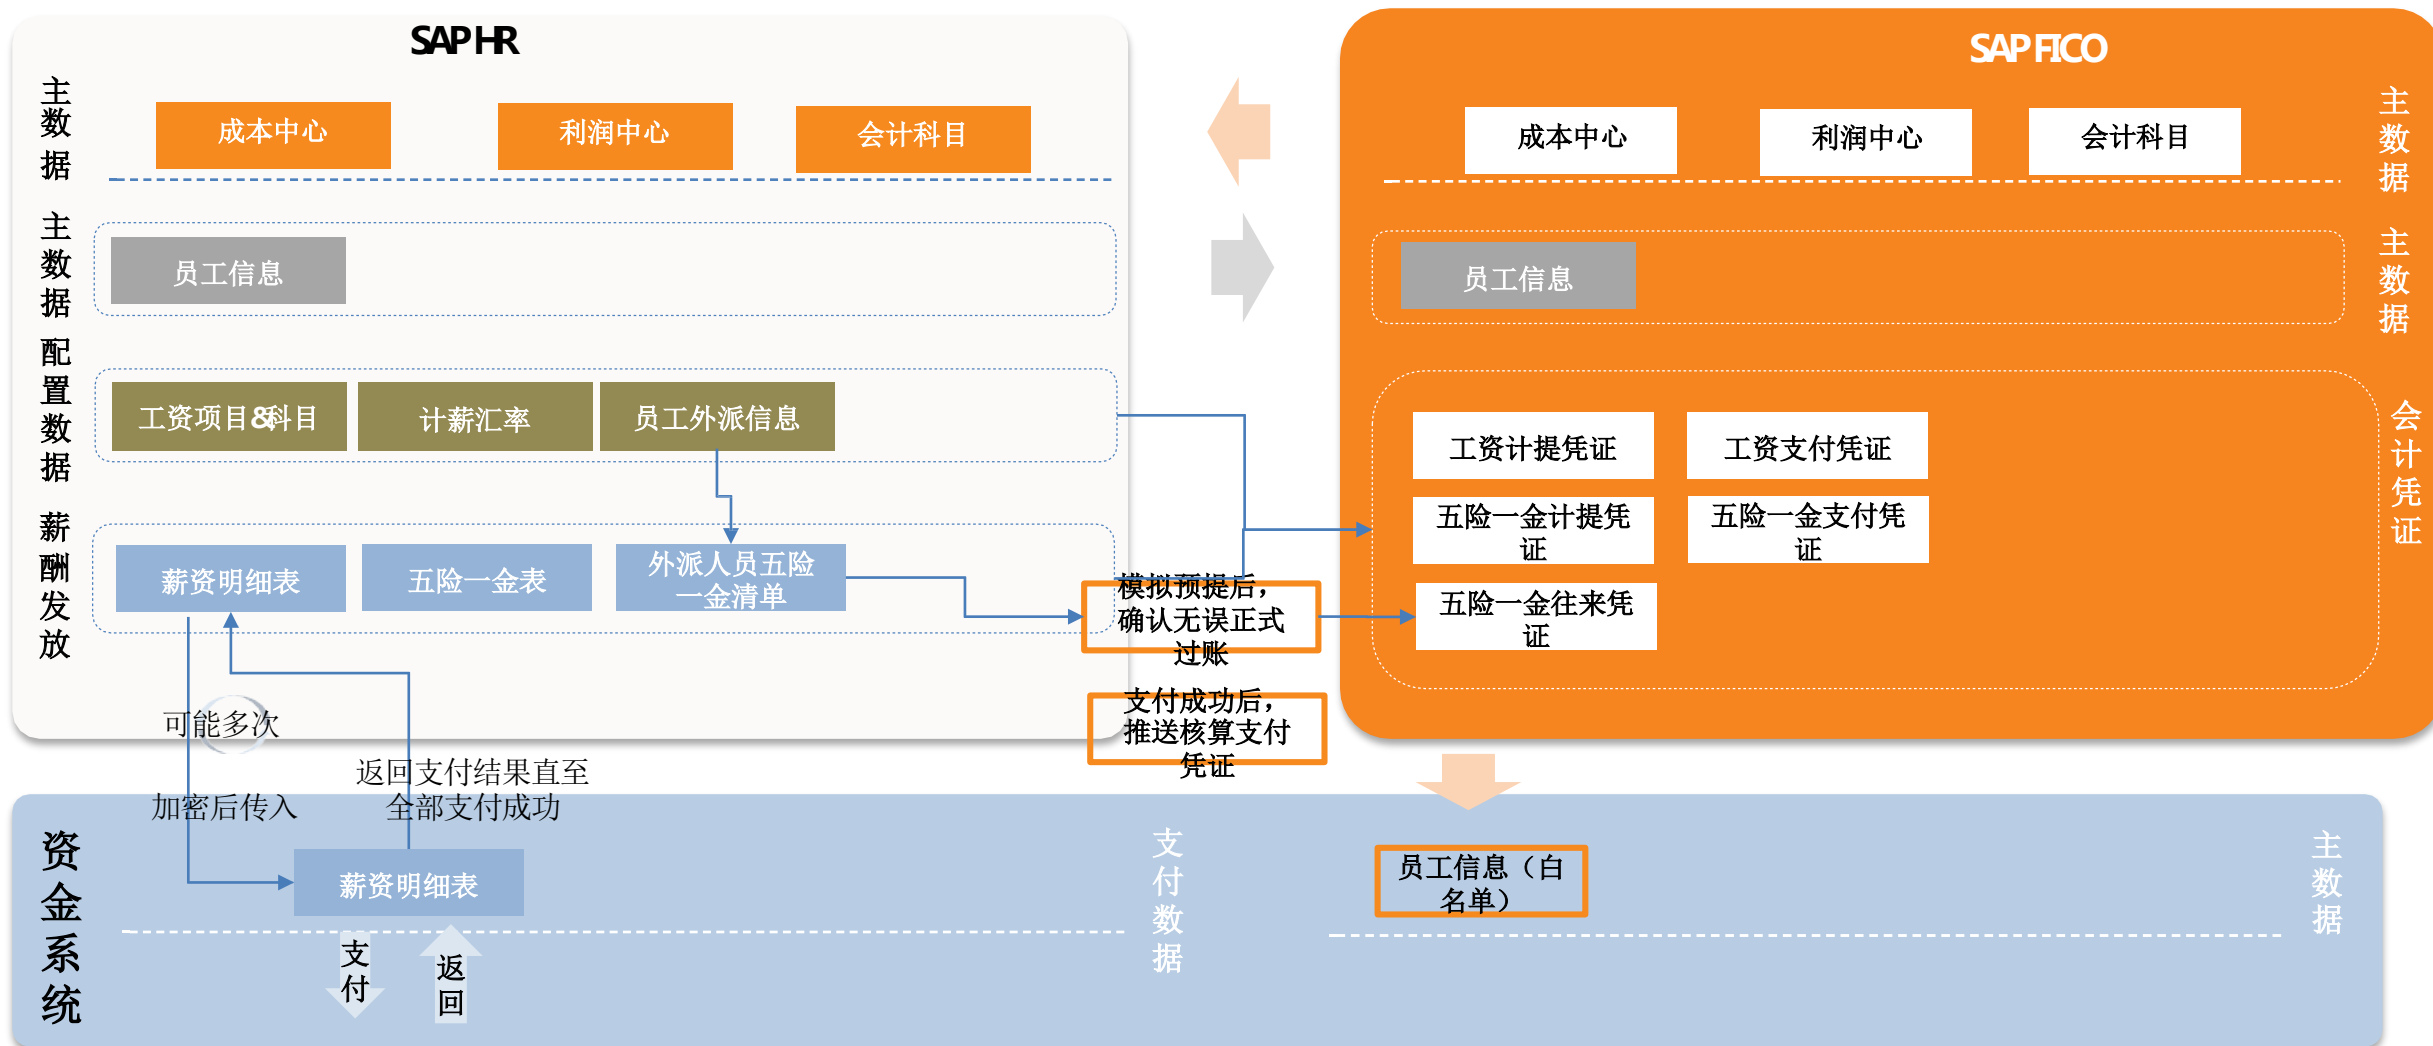 SAP HR
主数据
成本中心
利润中心
会计科目
主数据
员工信息
配置数据
工资项目&科目
计薪汇率
员工外派信息
薪酬发放
薪资明细表
五险一金表
外派人员五险
一金清单
模拟预提后，
确认无误正式
过账
支付成功后，
推送核算支付
凭证
SAP FICO
成本中心
利润中心
会计科目
主数据
员工信息
主数据
工资计提凭证
工资支付凭证
五险一金计提凭
证
五险一金支付凭
证
五险一金往来凭
证
会计凭证
可能多次
加密后传入
返回支付结果直至
全部支付成功
资金系统
薪资明细表
支付
返回
支付数据
员工信息（白
名单）
主数据